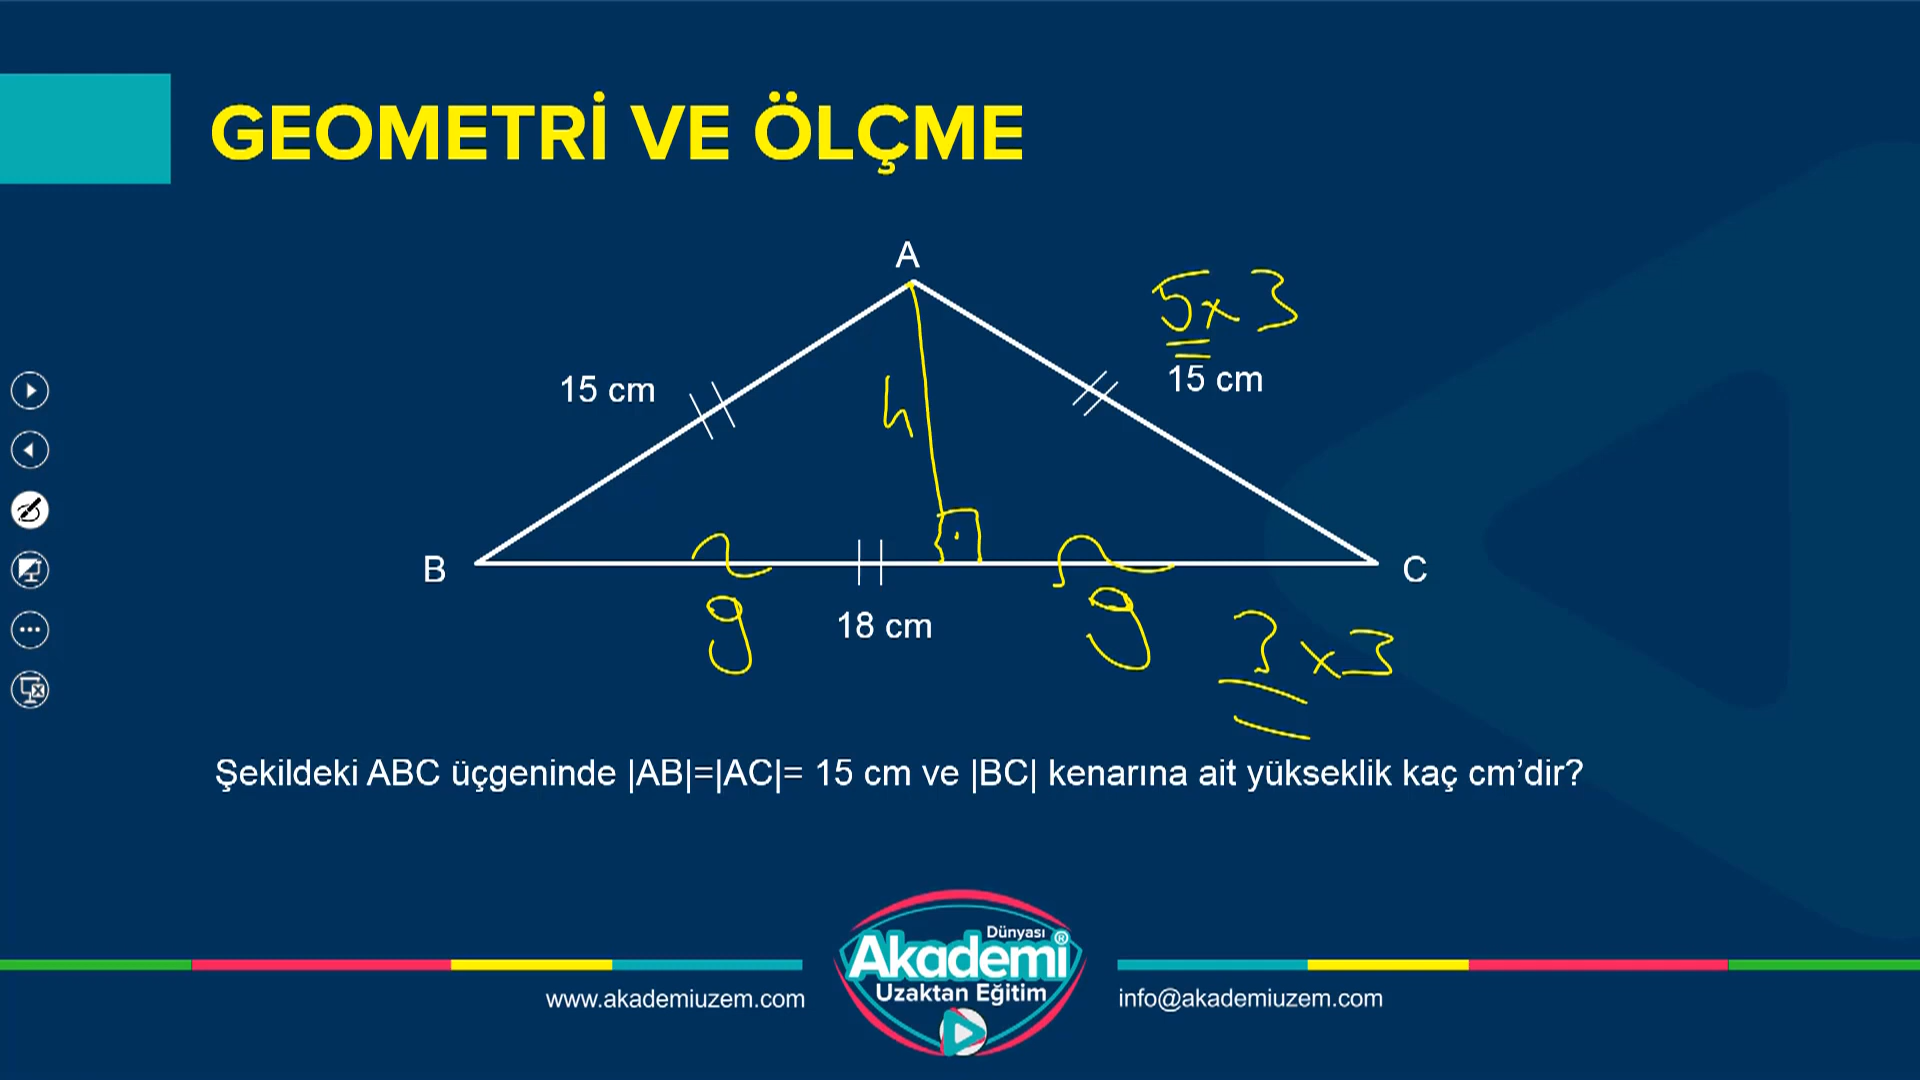 GEOMETRİ VE ÖLÇME
A
5x3
15 cm
15 cm
h
B
C
9
18 cm
9
3x3
Şekildeki ABC üçgeninde |AB|=|AC|= 15 cm ve |BC| kenarına ait yükseklik kaç cm’dir?
Dünyası
Akademi®
Uzaktan Eğitim
www.akademiuzem.com
info@akademiuzem.com